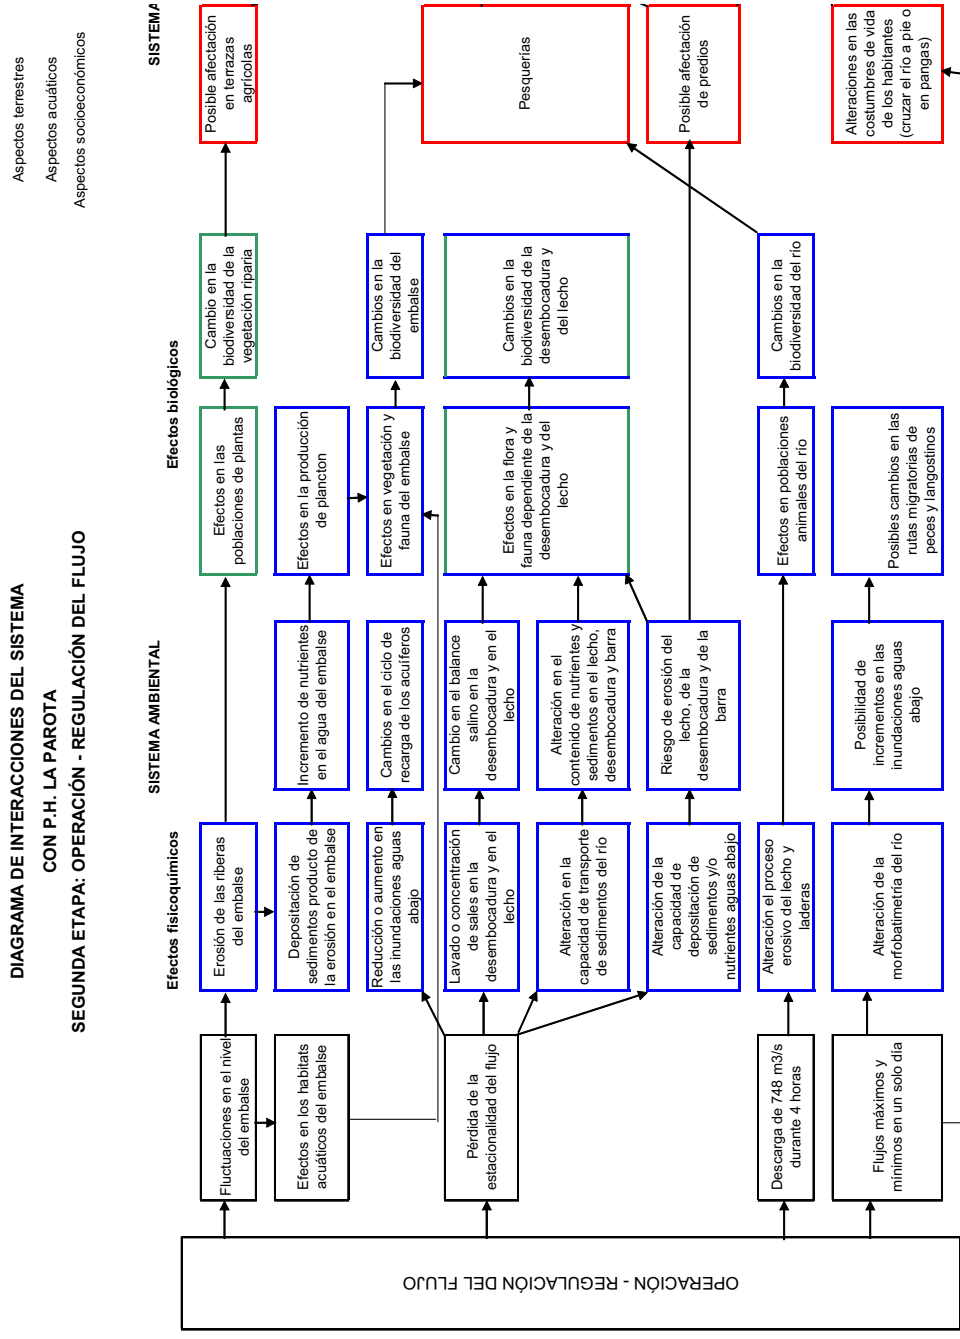 DIAGRAMA DE INTERACCIONES DEL SISTEMA
CON P.H. LA PAROTA
SEGUNDA ETAPA: OPERACIÓN - REGULACIÓN DEL FLUJO
Aspectos terrestres
Aspectos acuáticos
Aspectos socioeconómicos
SISTEMA AMBIENTAL
SISTEMA
Efectos fisicoquímicos
Efectos biológicos
OPERACIÓN - REGULACIÓN DEL FLUJO
Fluctuaciones en el nivel
del embalse
Erosión de las riberas
del embalse
Efectos en las
poblaciones de plantas
Cambio en la
biodiversidad de la
vegetación riparia
Posible afectación
en terrazas
agrícolas
Efectos en los habitats
acuáticos del embalse
Depositación de
sedimentos producto de
la erosión en el embalse
Incremento de nutrientes
en el agua del embalse
Efectos en la producción
de plancton
Reducción o aumento en
las inundaciones aguas
abajo
Cambios en el ciclo de
recarga de los acuíferos
Efectos en vegetación y
fauna del embalse
Cambios en la
biodiversidad del
embalse
Pesquerías
Pérdida de la
estacionalidad del flujo
Lavado o concentración
de sales en la
desembocadura y en el
lecho
Cambio en el balance
salino en la
desembocadura y en el
lecho
Efectos en la flora y
fauna dependiente de la
desembocadura y del
lecho
Cambios en la
biodiversidad de la
desembocadura y
del lecho
Alteración en la
capacidad de transporte
de sedimentos del río
Alteración en el
contenido de nutrientes y
sedimentos en el lecho,
desembocadura y barra
Alteración de la
capacidad de
depositación de
sedimentos y/o
nutrientes aguas abajo
Riesgo de erosión del
lecho, de la
desembocadura y de la
barra
Posible afectación
de predios
Descarga de 748 m3/s
durante 4 horas
Alteración el proceso
erosivo del lecho y
laderas
Efectos en poblaciones
animales del río
Cambios en la
biodiversidad del río
Flujos máximos y
mínimos en un solo día
Alteración de la
morfobatimetría del río
Posibilidad de
incrementos en las
inundaciones aguas
abajo
Posibles cambios en las
rutas migratorias de
peces y langostinos
Alteraciones en las
costumbres de vida
de los habitantes
(cruzar el río a pie o
en pangas)